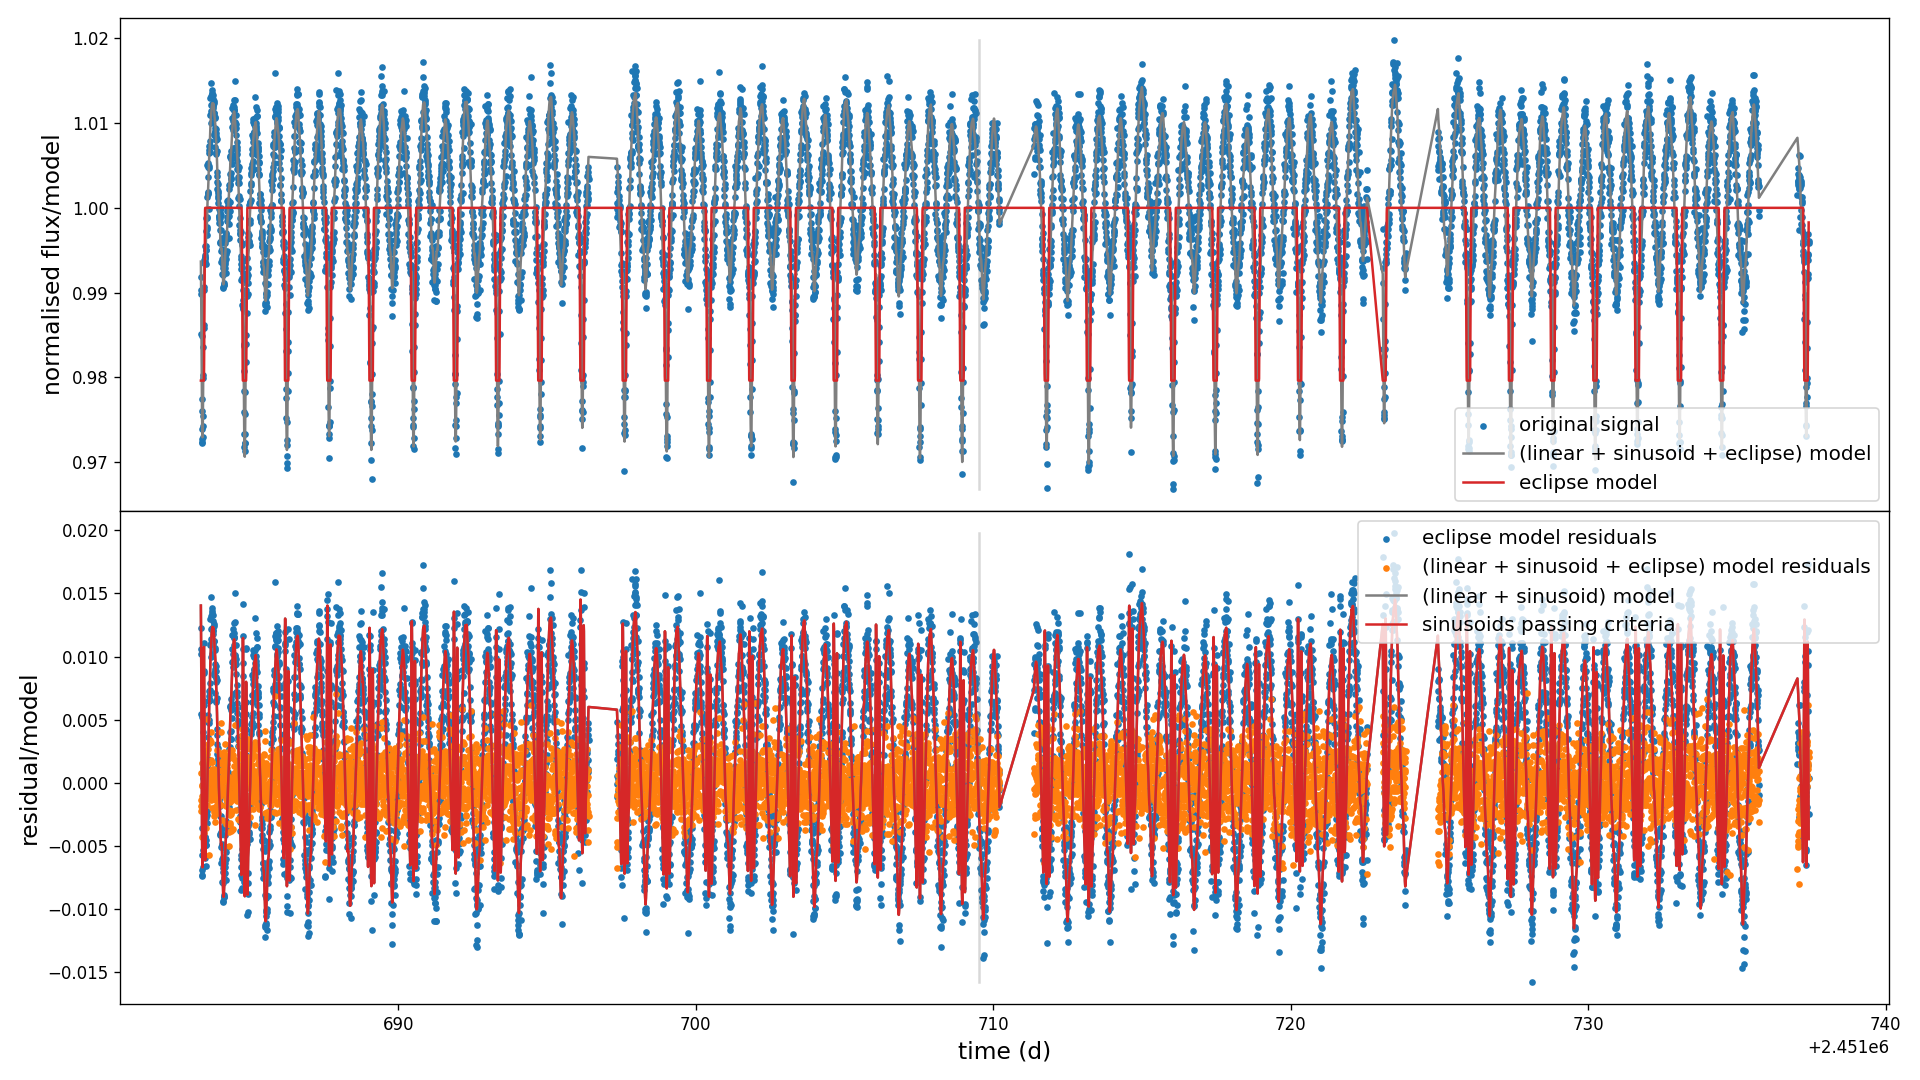 1.02
1.01
1.00
0.99
0.98
0.97
normalised flux/model
original signal
(linear + sinusoid + eclipse) model
eclipse model
0.020
0.015
0.010
0.005
0.000
−0.005
−0.010
−0.015
residual/model
eclipse model residuals
(linear + sinusoid + eclipse) model residuals
(linear + sinusoid) model
sinusoids passing criteria
690
700
710
720
730
740
time (d)
+2.451e6